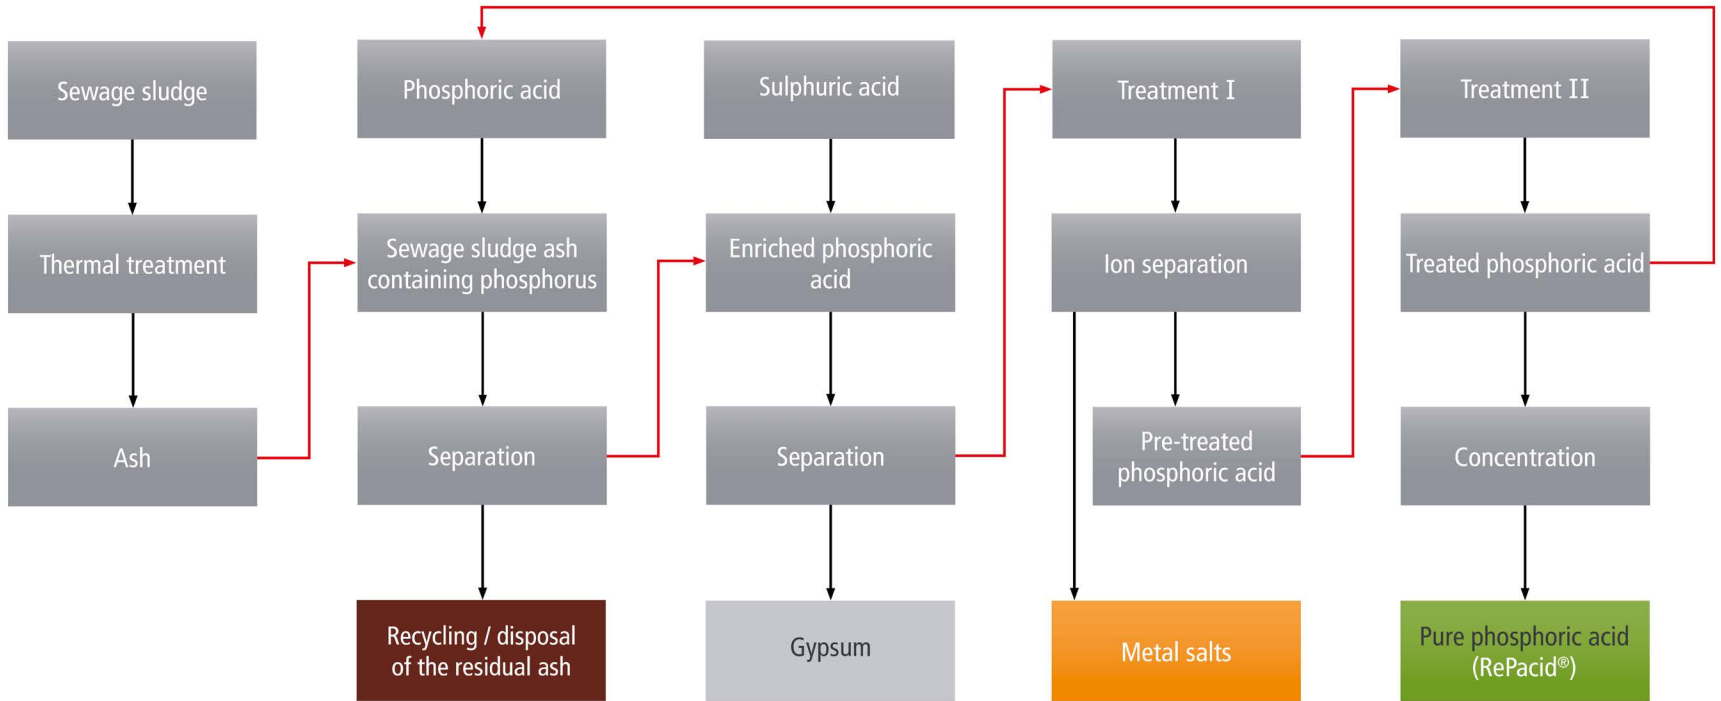 Sewage sludge
Phosphoric acid
Sulphuric acid
Treatment I
Treatment II
Thermal treatment
Sewage sludge ash
containing phosphorus
Enriched phosphoric
acid
Ion separation
Treated phosphoric acid
Ash
Separation
Separation
Pre-treated
phosphoric acid
Concentration
Recycling / disposal
of the residual ash
Gypsum
Metal salts
Pure phosphoric acid
(RePacid®)